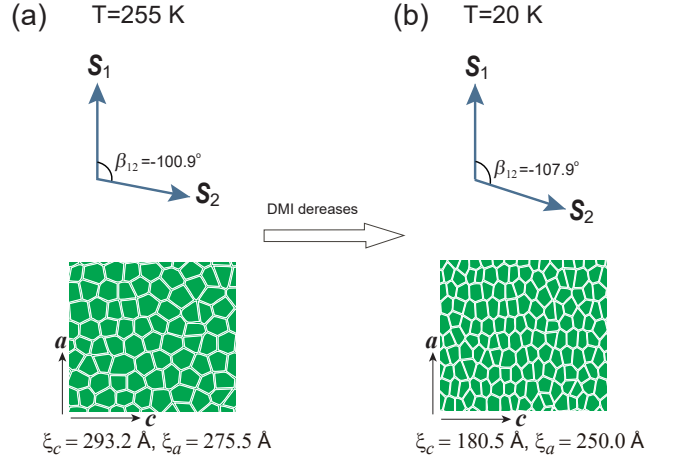 (a) T=255 K
S₁
β₁₂=-100.9°
S₂
a
c
ξc = 293.2 Å, ξa = 275.5 Å
DMI dereases
(b) T=20 K
S₁
β₁₂=-107.9°
S₂
a
c
ξc = 180.5 Å, ξa = 250.0 Å